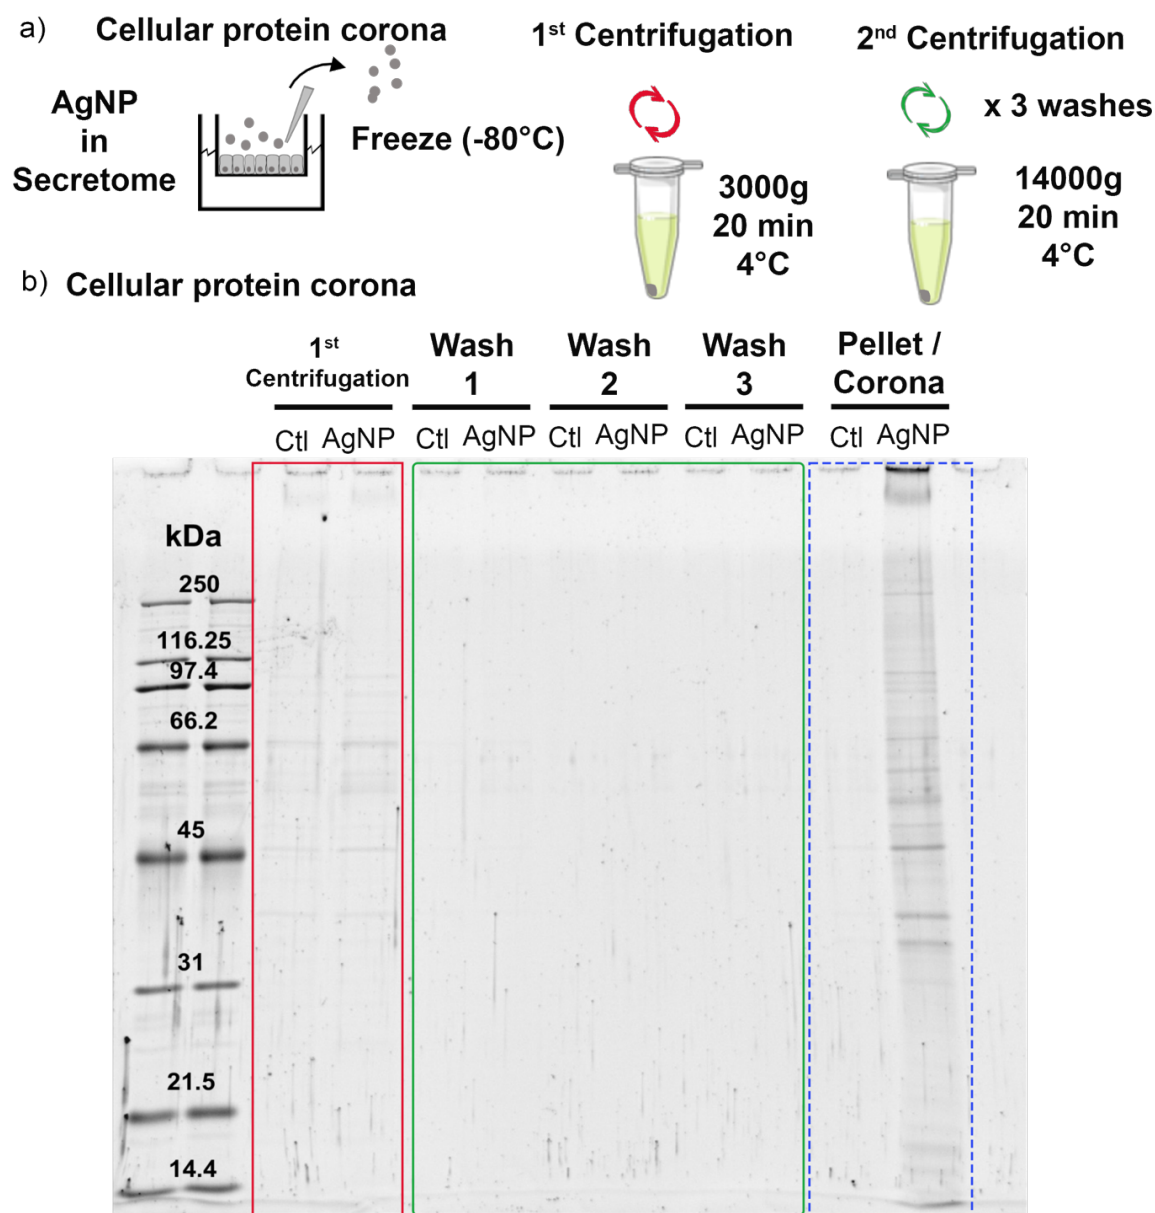 a)
Cellular protein corona
AgNP
in
Secretome
Freeze (-80°C)
1st Centrifugation
3000g
20 min
4°C
2nd Centrifugation
x 3 washes
14000g
20 min
4°C
b) Cellular protein corona
1st
Centrifugation
Wash
1
Wash
2
Wash
3
Pellet /
Corona
Ctl AgNP Ctl AgNP Ctl AgNP Ctl AgNP Ctl AgNP
kDa
250
116.25
97.4
66.2
45
31
21.5
14.4